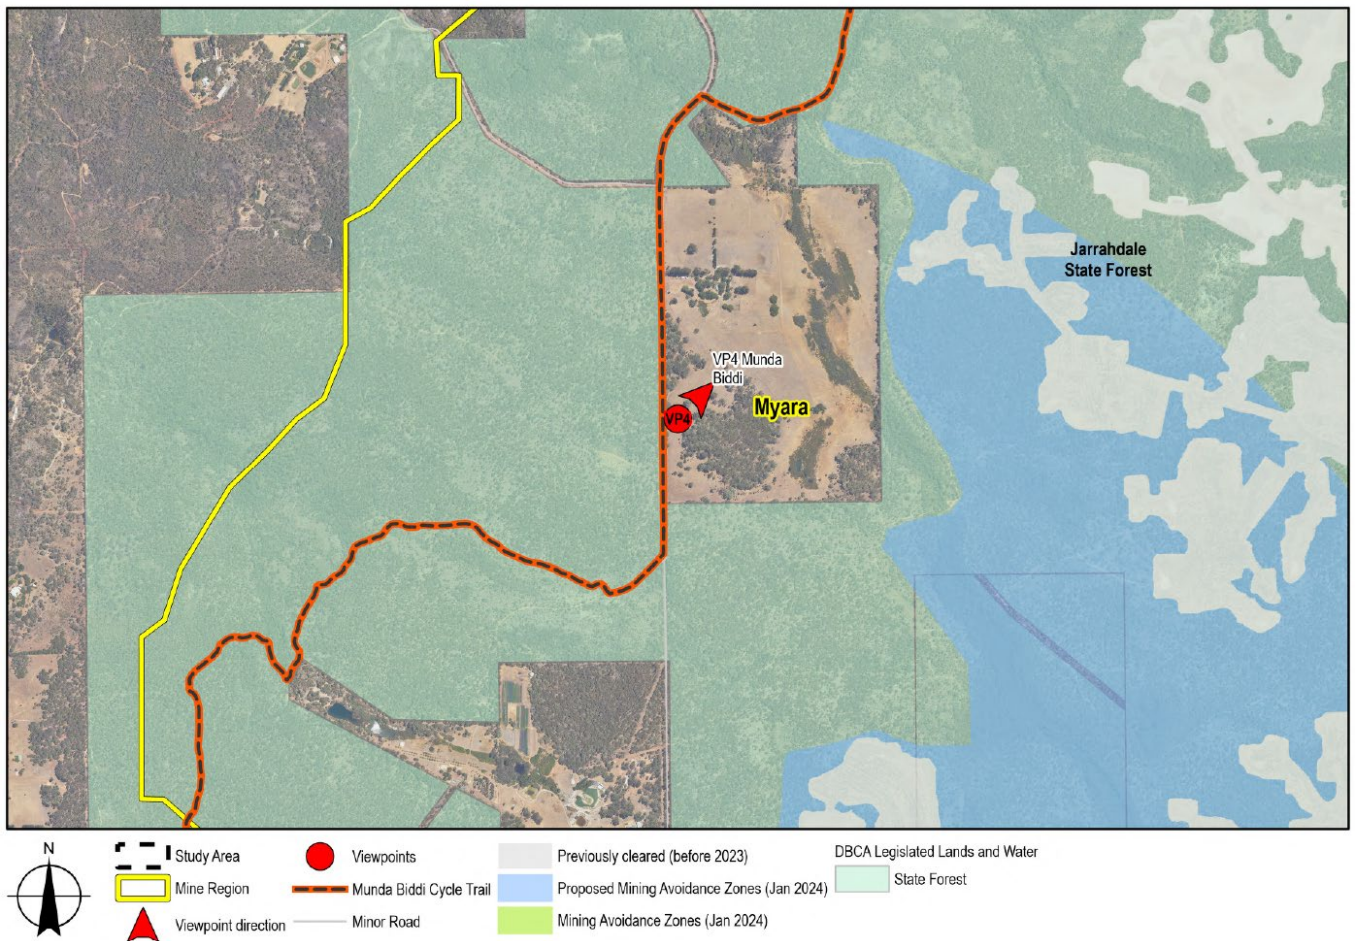 Jarrahdale
State Forest
VP4 Munda
Biddi
VP4
Myara
N
Study Area
Mine Region
Viewpoint direction
Viewpoints
Munda Biddi Cycle Trail
Minor Road
Previously cleared (before 2023)
Proposed Mining Avoidance Zones (Jan 2024)
Mining Avoidance Zones (Jan 2024)
DBCA Legislated Lands and Water
State Forest